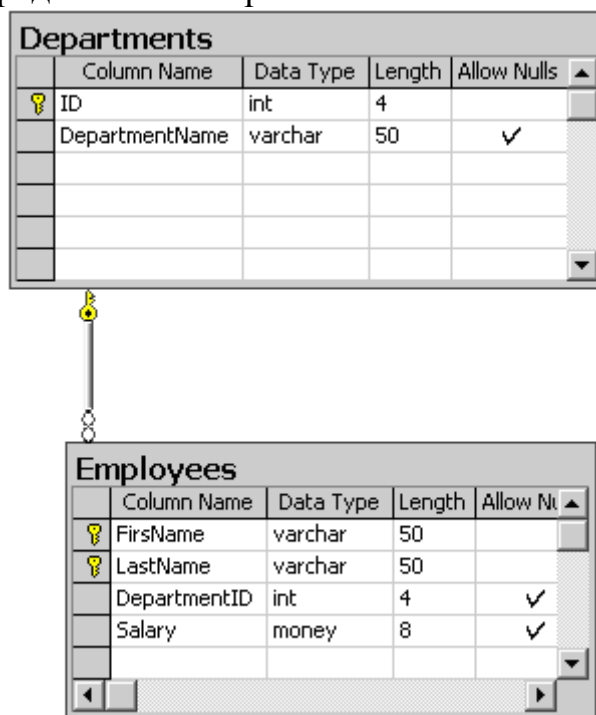 Departments
Column Name Data Type Length Allow Nulls
ID int 4
DepartmentName varchar 50
Employees
Column Name Data Type Length Allow Nu
FirsName varchar 50
LastName varchar 50
DepartmentID int 4
Salary money 8